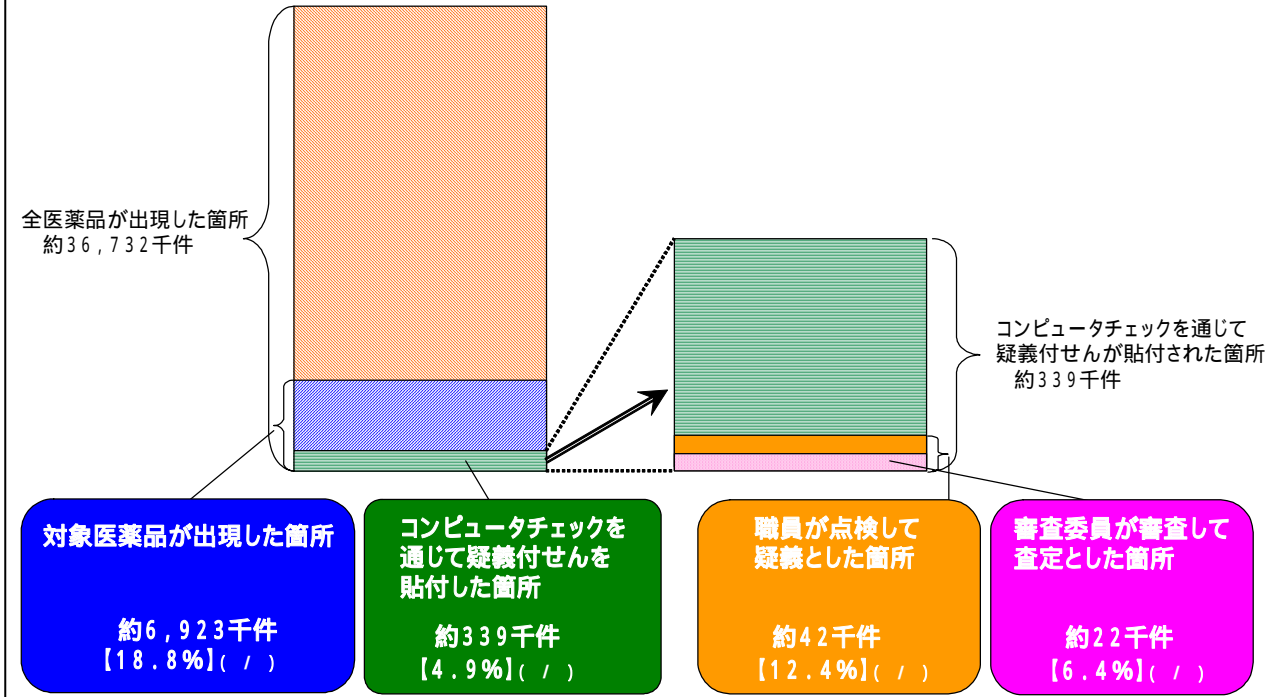 全医薬品が出現した箇所
約36,732千件
コンピュータチェックを通じて
疑義付せんが貼付された箇所
約339千件
対象医薬品が出現した箇所
約6,923千件
【18.8%】( / )
コンピュータチェックを
通じて疑義付せんを
貼付した箇所
約339千件
【4.9%】( / )
職員が点検して
疑義とした箇所
約42千件
【12.4%】( / )
審査委員が審査して
査定とした箇所
約22千件
【6.4%】( / )